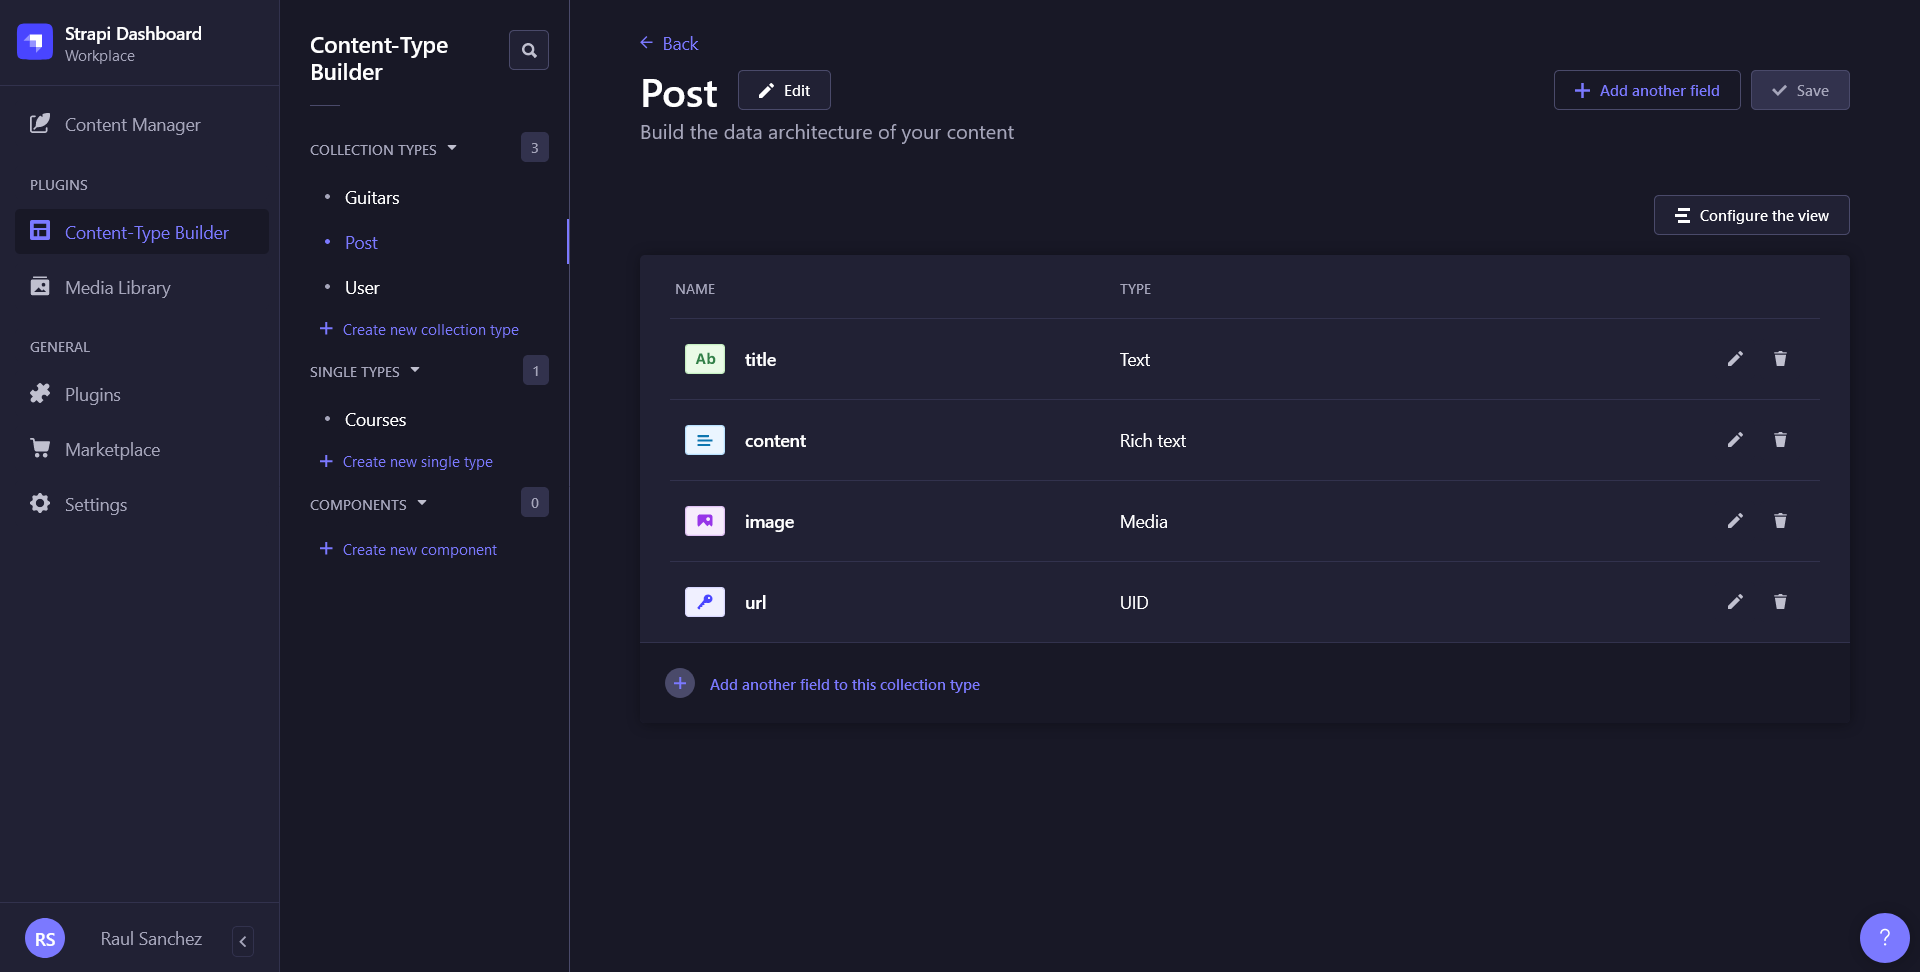 Strapi Dashboard
Workplace
Content Manager
PLUGINS
Content-Type Builder
Media Library
GENERAL
Plugins
Marketplace
Settings
RS
Raul Sanchez
Content-Type
Builder
COLLECTION TYPES
3
Guitars
Post
User
Create new collection type
SINGLE TYPES
1
Courses
Create new single type
COMPONENTS
0
Create new component
Back
Post
Edit
Add another field
Save
Build the data architecture of your content
Configure the view
NAME TYPE
Ab title Text
content Rich text
image Media
url UID
Add another field to this collection type
?